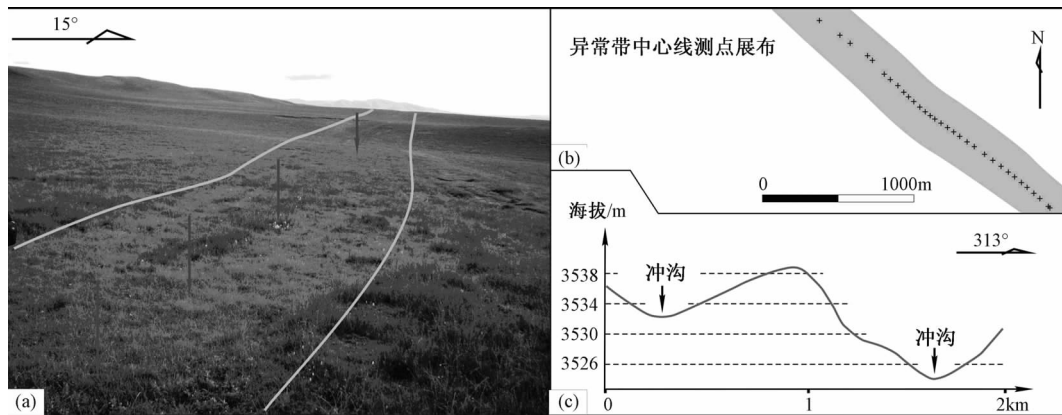 15°
(a)
异常带中心线测点展布
N
(b)
0 1000m
海拔/m
313°
3538
冲沟
3534
3530
冲沟
3526
(c)
0 1 2km